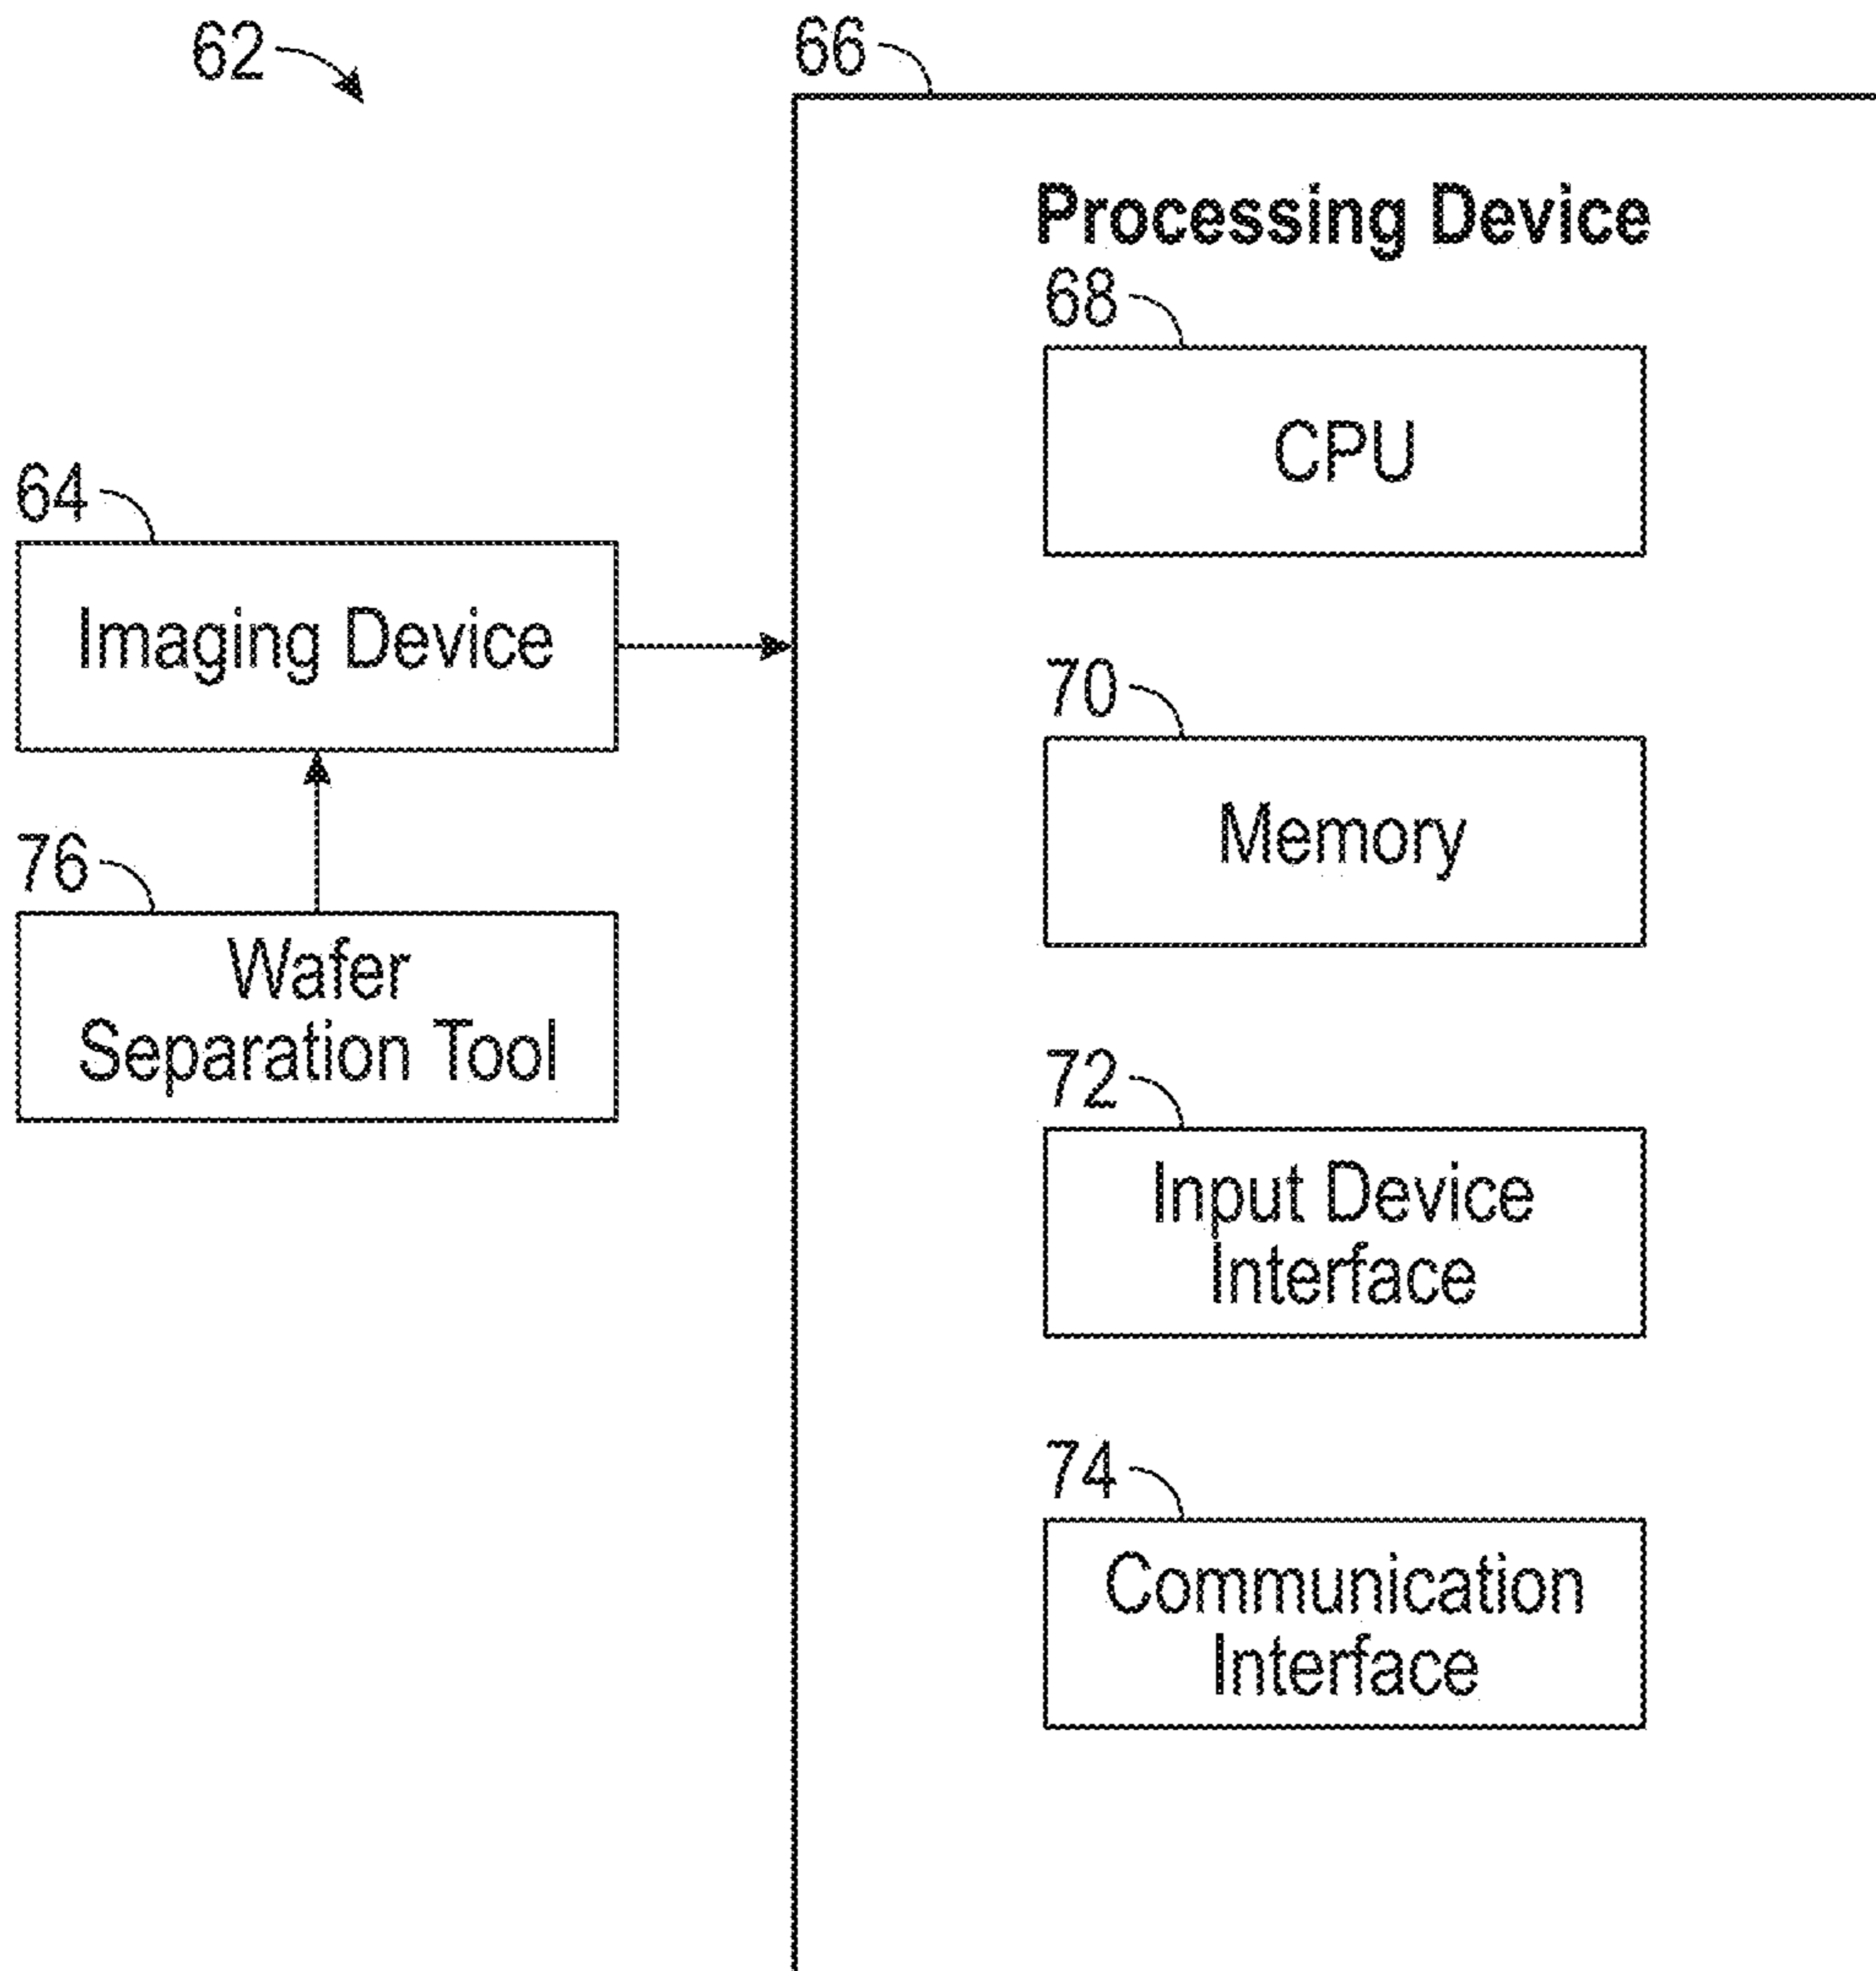 62
66
Processing Device
68
CPU
64
Imaging Device
70
Memory
76
Wafer
Separation Tool
72
Input Device
Interface
74
Communication
Interface